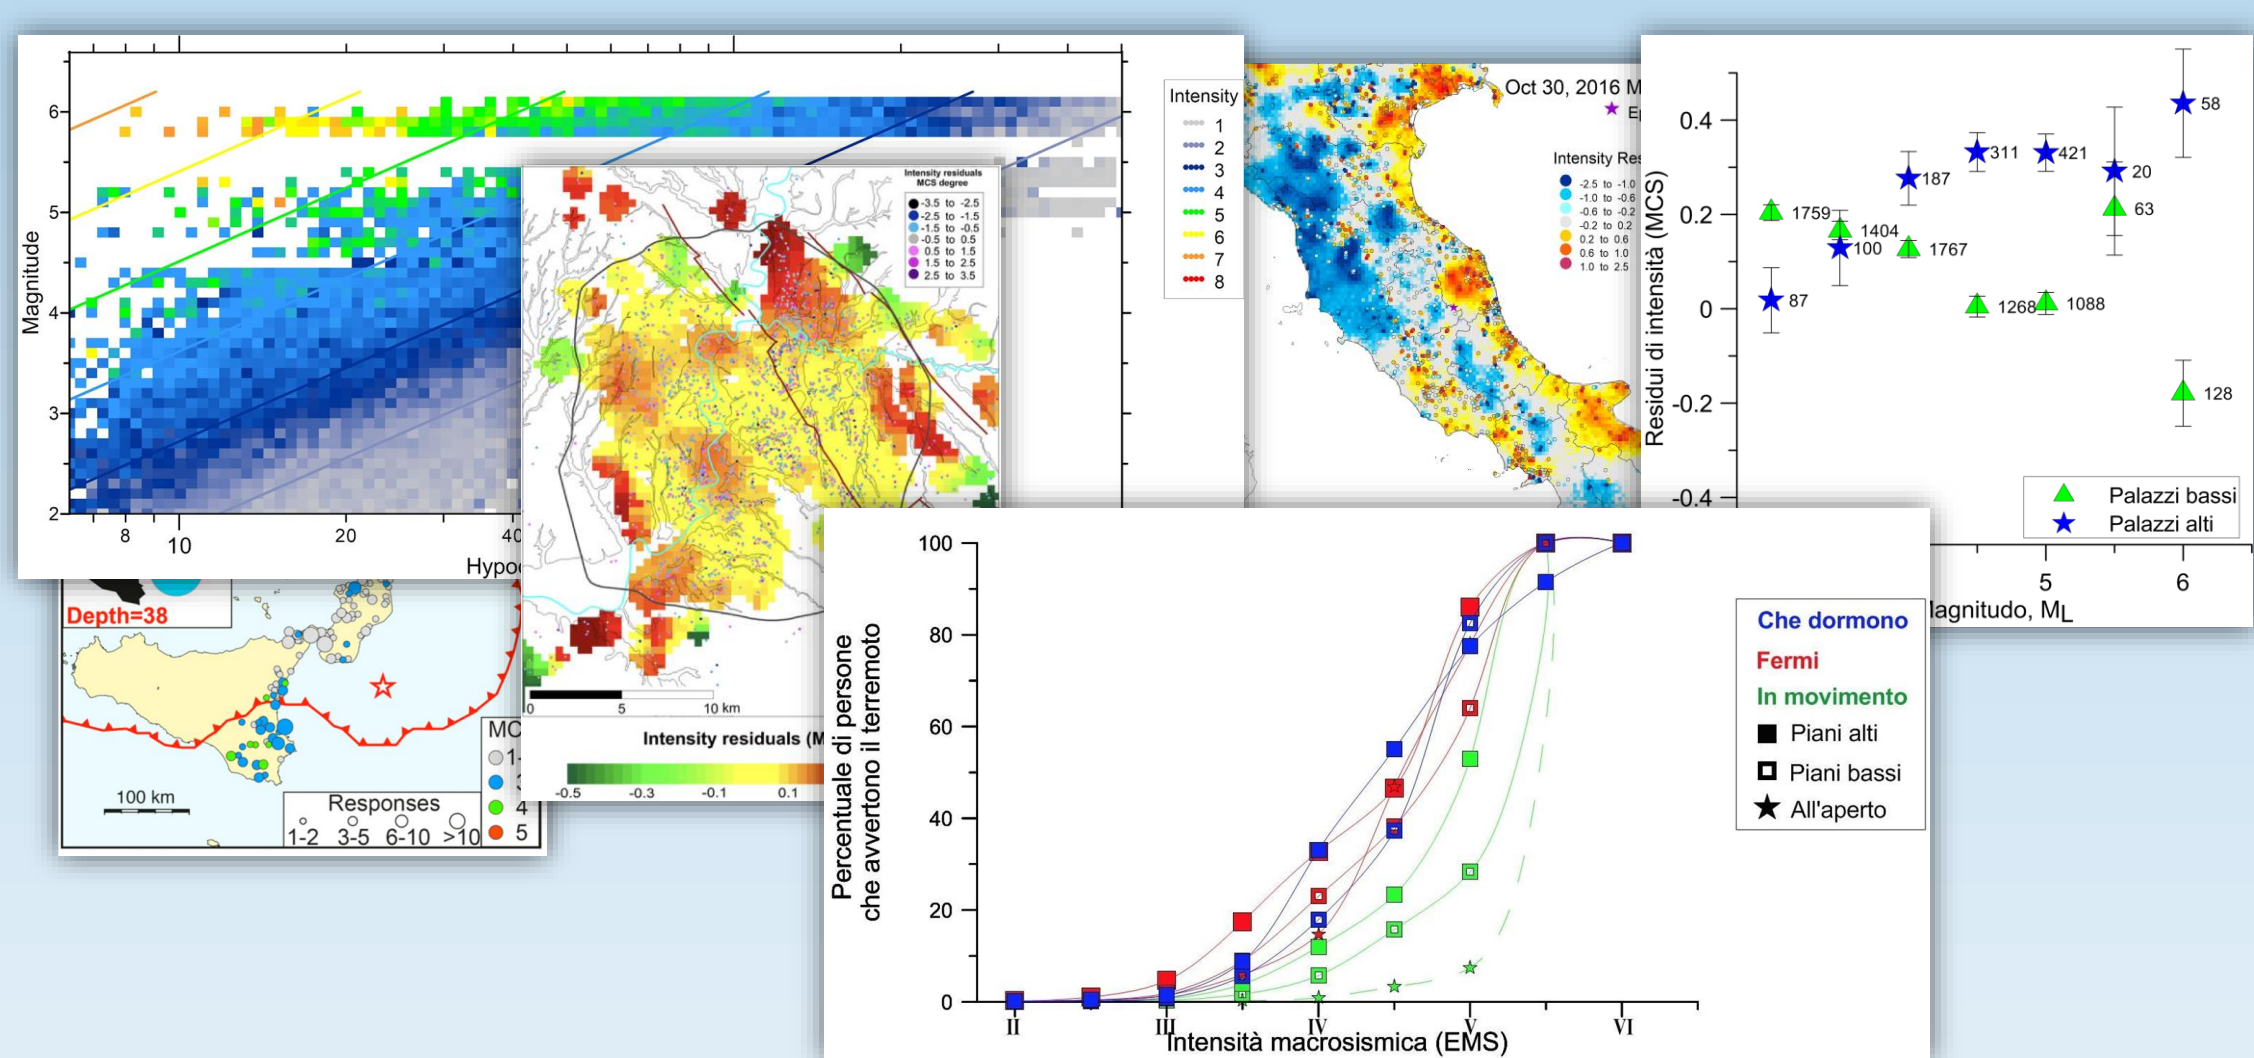 Magnitude
6
5
4
3
2
8
10
20
40
Hypoc
Intensity
1
2
3
4
5
6
7
8
Intensity residuals
MCS degree
-3.5 to -2.5
-2.5 to -1.5
-1.5 to -0.5
-0.5 to 0.5
0.5 to 1.5
1.5 to 2.5
2.5 to 3.5
0
5
10 km
Intensity residuals (M
-0.5
-0.3
-0.1
0.1
Oct 30, 2016 M
Ep
Intensity Res
-2.5 to -1.0
-1.0 to -0.6
-0.6 to -0.2
-0.2 to 0.2
0.2 to 0.6
0.6 to 1.0
1.0 to 2.5
Residui di intensità (MCS)
0.4
0.2
0
-0.2
-0.4
1759
87
1404
100
187
1767
311
1268
421
1088
20
63
58
128
Palazzi bassi
Palazzi alti
5
6
Magnitudo, ML
Depth=38
100 km
Responses
1-2
3-5
6-10
>10
MC
1-
3
4
5
Percentuale di persone
che avvertono il terremoto
100
80
60
40
20
0
II
III
IV
V
VI
Intensità macrosismica (EMS)
Che dormono
Fermi
In movimento
Piani alti
Piani bassi
All'aperto